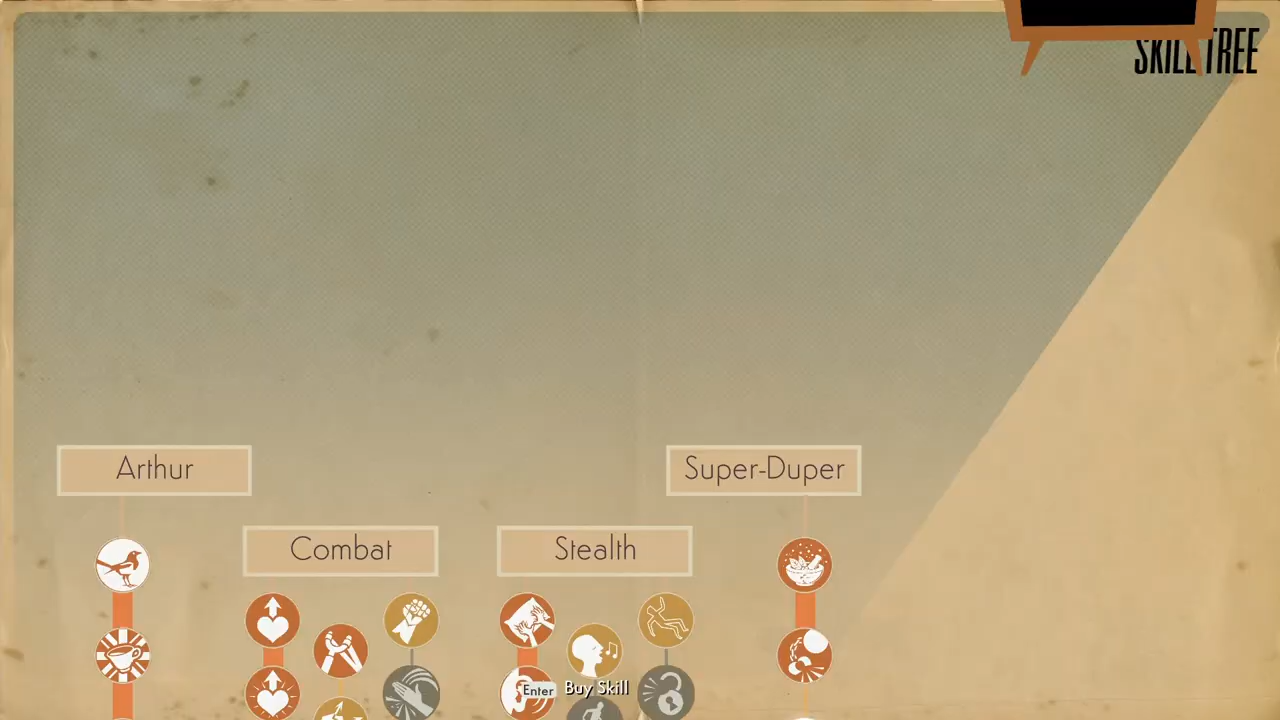 SKILL TREE
Arthur
Super-Duper
Combat
Stealth
Enter Buy Skill